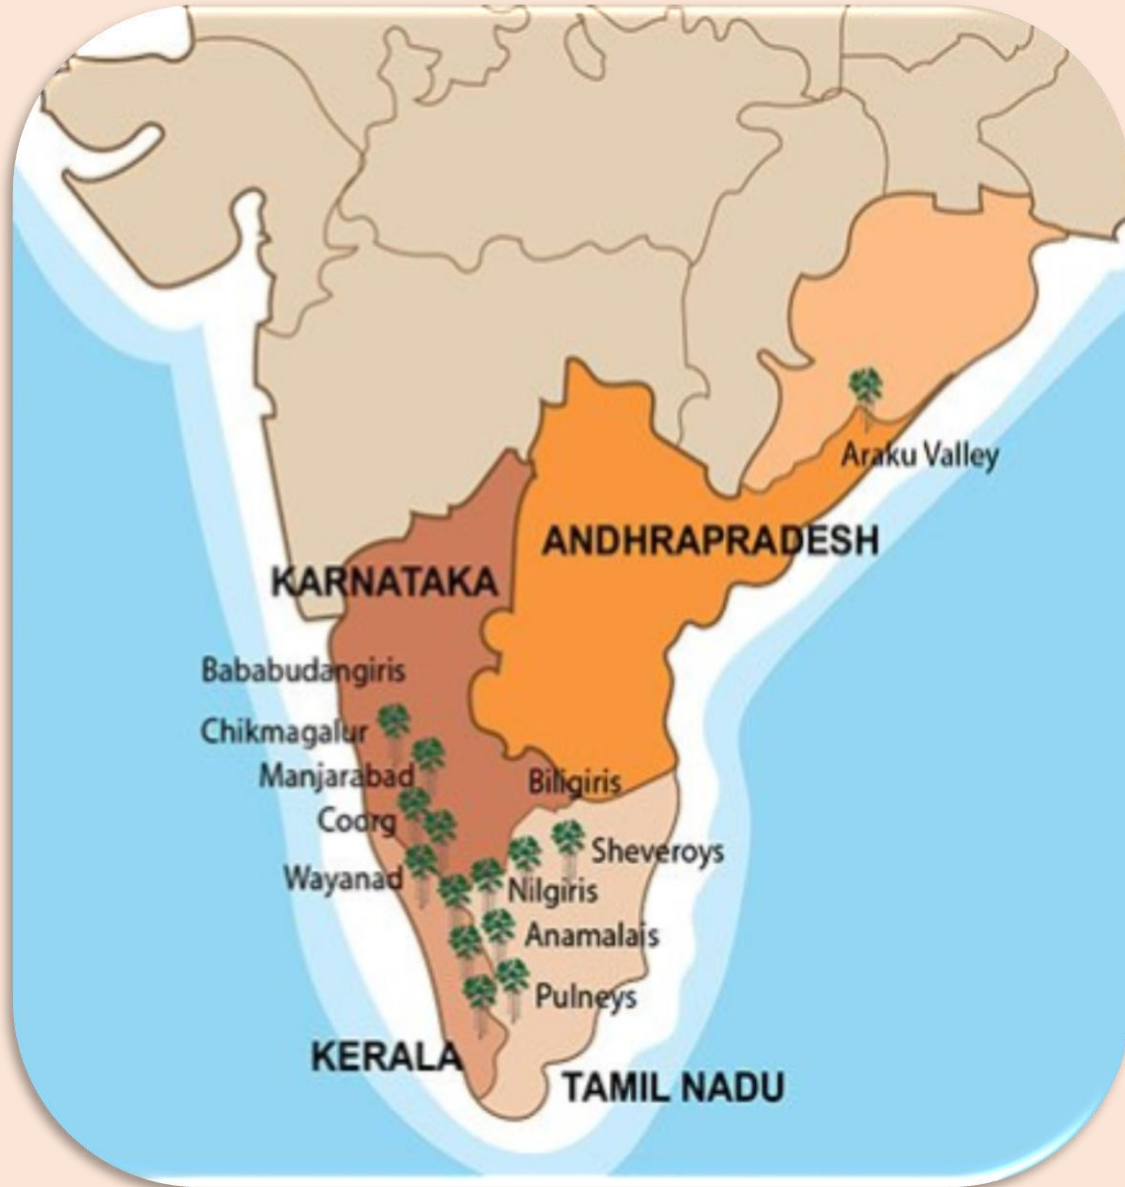 Araku Valley
ANDHRAPRADESH
KARNATAKA
Bababudangiris
Chikmagalur
Manjarabad
Biligiris
Coorg
Sheveroys
Wayanad
Nilgiris
Anamalais
Pulneys
KERALA
TAMIL NADU